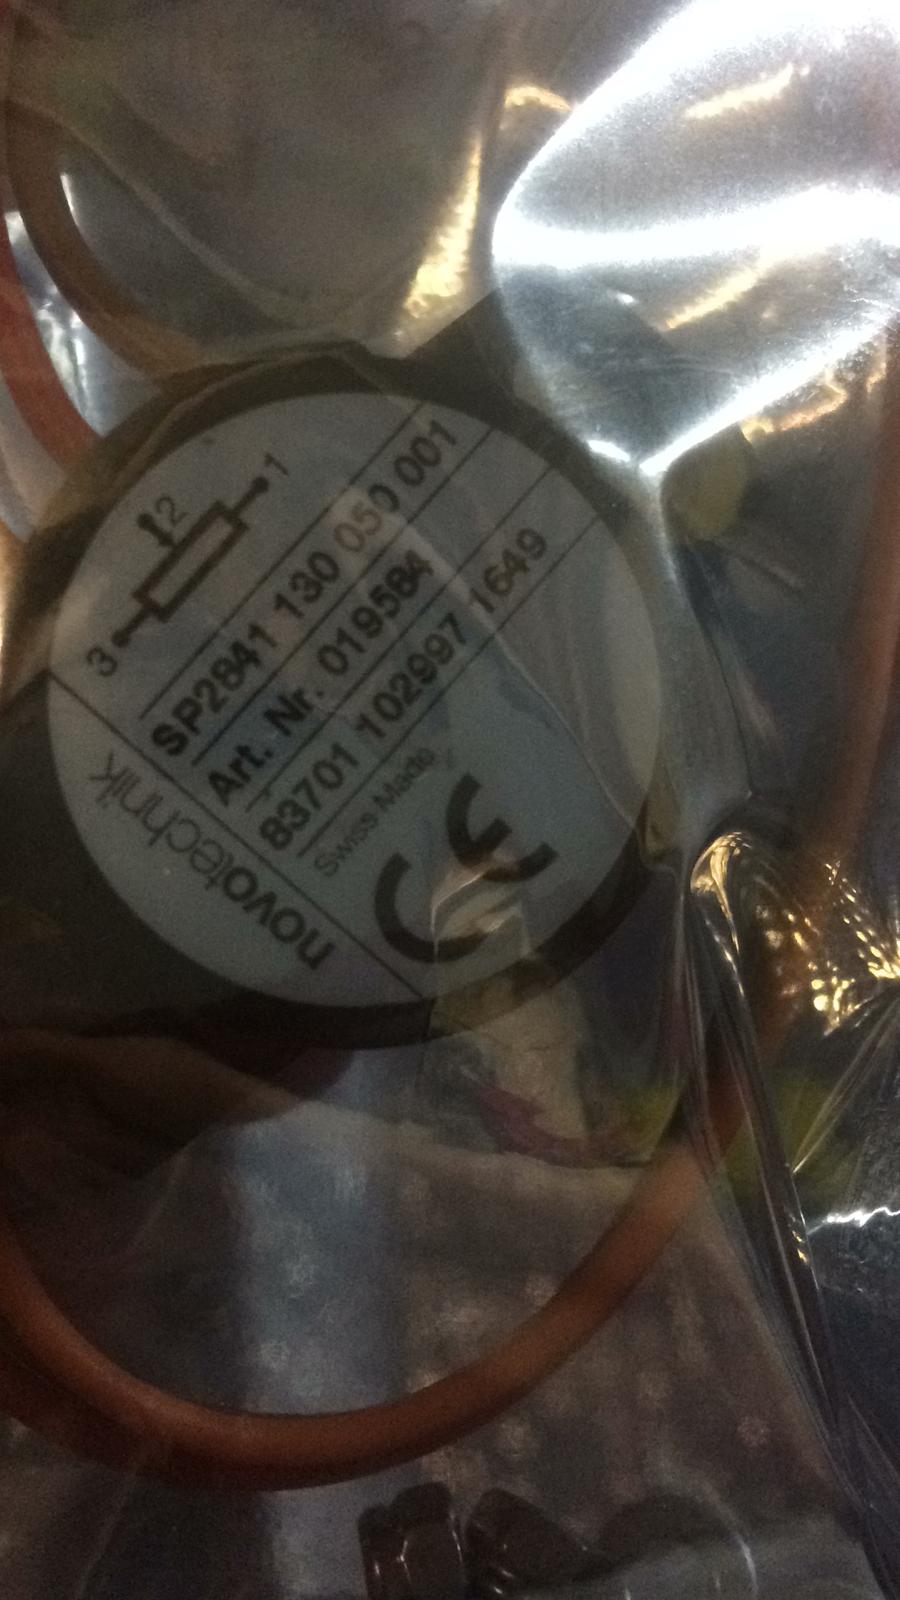 3 2 1
SP2841 130 050 001
Art. Nr. 019584
83701 102997 1649
Swiss Made
CE
novotechnik